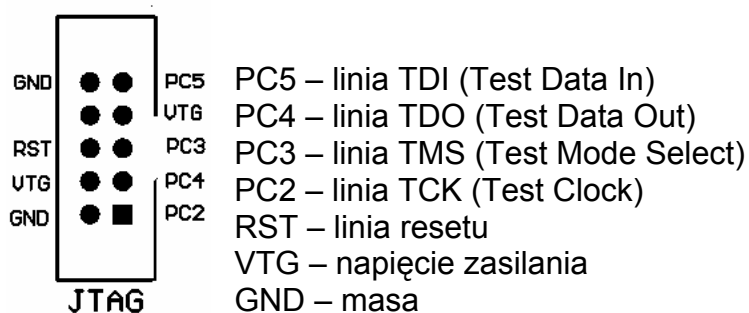 GND PC5
VTG
RST PC3
VTG PC4
GND PC2
JTAG
PC5 – linia TDI (Test Data In)
PC4 – linia TDO (Test Data Out)
PC3 – linia TMS (Test Mode Select)
PC2 – linia TCK (Test Clock)
RST – linia resetu
VTG – napięcie zasilania
GND – masa